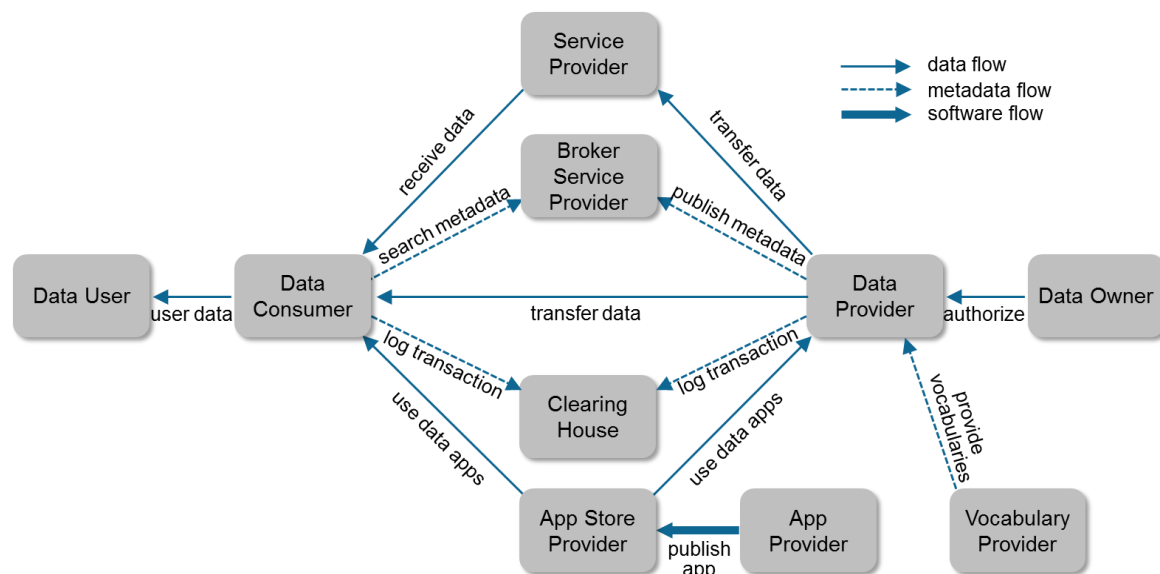 Service
Provider
data flow
metadata flow
software flow
receive data
transfer data
Broker
Service
Provider
search metadata
publish metadata
Data User
user data
Data
Consumer
transfer data
Data
Provider
authorize
Data Owner
log transaction
log transaction
Clearing
House
use data apps
use data apps
provide
vocabularies
App Store
Provider
publish
app
App
Provider
Vocabulary
Provider